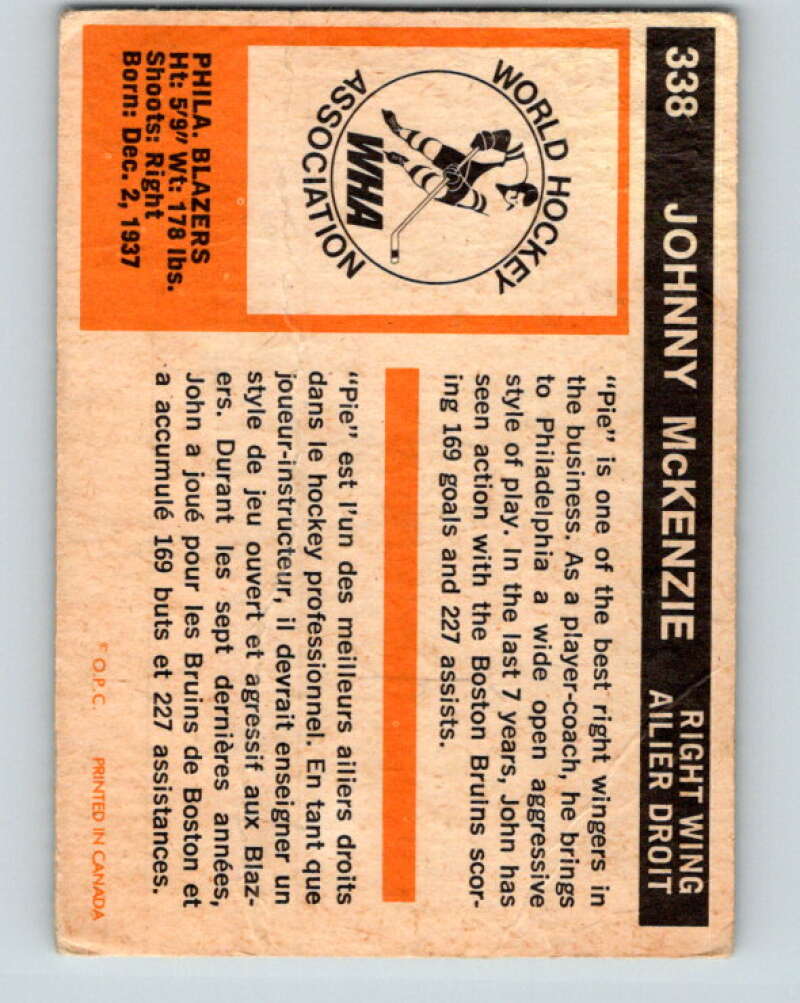 338 JOHNNY McKENZIE RIGHT WING
AILIER DROIT
WORLD HOCKEY
ASSOCIATION
WHA
PHILA. BLAZERS
Ht: 5'9" Wt: 178 lbs.
Shoots: Right
Born: Dec. 2, 1937
"Pie" is one of the best right wingers in
the business. As a player-coach, he brings
to Philadelphia a wide open aggressive
style of play. In the last 7 years, John has
seen action with the Boston Bruins scor-
ing 169 goals and 227 assists.
"Pie" est l'un des meilleurs ailiers droits
dans le hockey professionnel. En tant que
joueur-instructeur, il devrait enseigner un
style de jeu ouvert et agressif aux Blaz-
ers. Durant les sept dernières années,
John a joué pour les Bruins de Boston et
a accumulé 169 buts et 227 assistances.
O.P.C. PRINTED IN CANADA